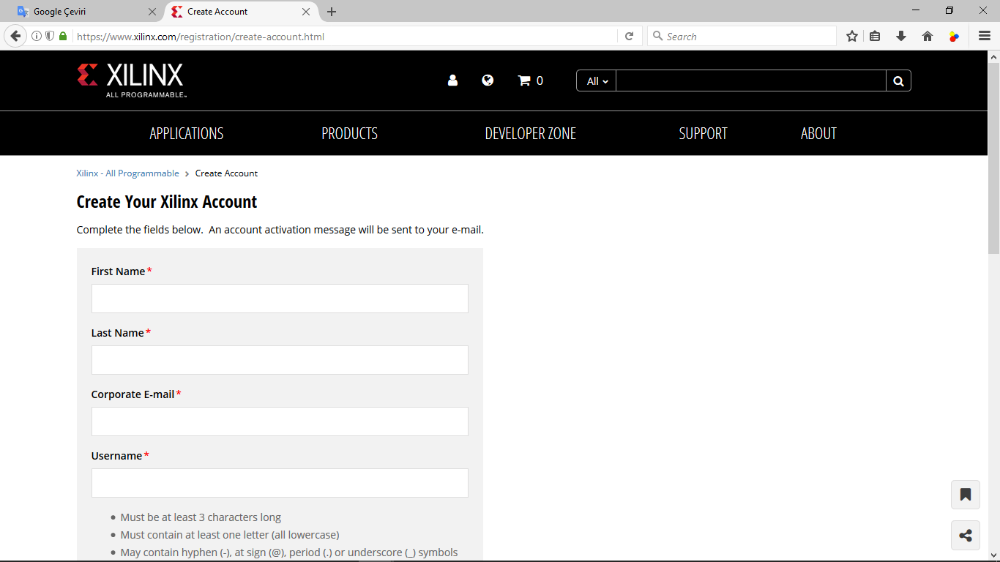 Google Çeviri
Create Account
https://www.xilinx.com/registration/create-account.html
Search
XILINX
ALL PROGRAMMABLE™
0
All
APPLICATIONS PRODUCTS DEVELOPER ZONE SUPPORT ABOUT
Xilinx - All Programmable > Create Account
Create Your Xilinx Account
Complete the fields below. An account activation message will be sent to your e-mail.
First Name*
Last Name*
Corporate E-mail*
Username*
• Must be at least 3 characters long
• Must contain at least one letter (all lowercase)
• May contain hyphen (-), at sign (@), period (.) or underscore (_) symbols